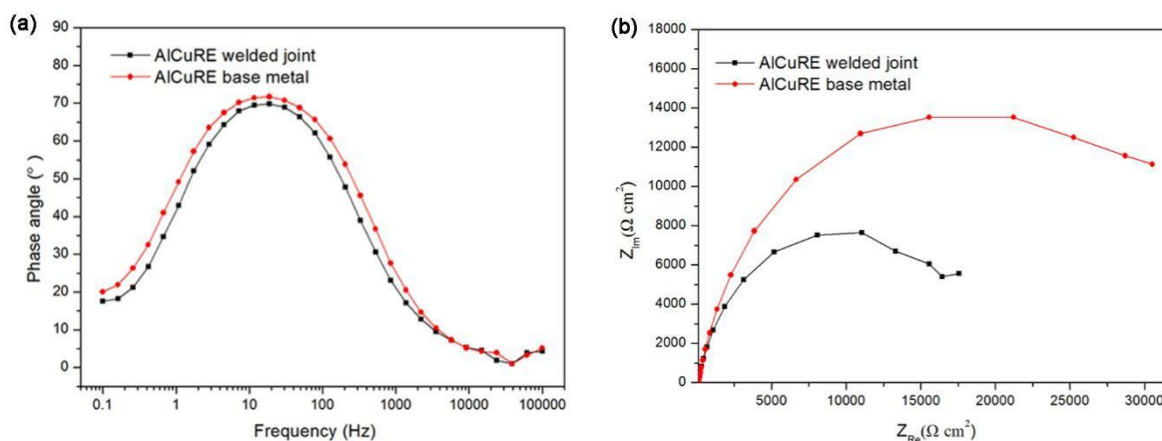 (a)
90
80
70
60
50
40
30
20
10
0
Phase angle (°)
AlCuRE welded joint
AlCuRE base metal
0.1 1 10 100 1000 10000 100000
Frequency (Hz)
(b)
18000
16000
14000
12000
10000
8000
6000
4000
2000
0
Z_Im(Ω cm²)
AlCuRE welded joint
AlCuRE base metal
5000 10000 15000 20000 25000 30000
Z_Re(Ω cm²)